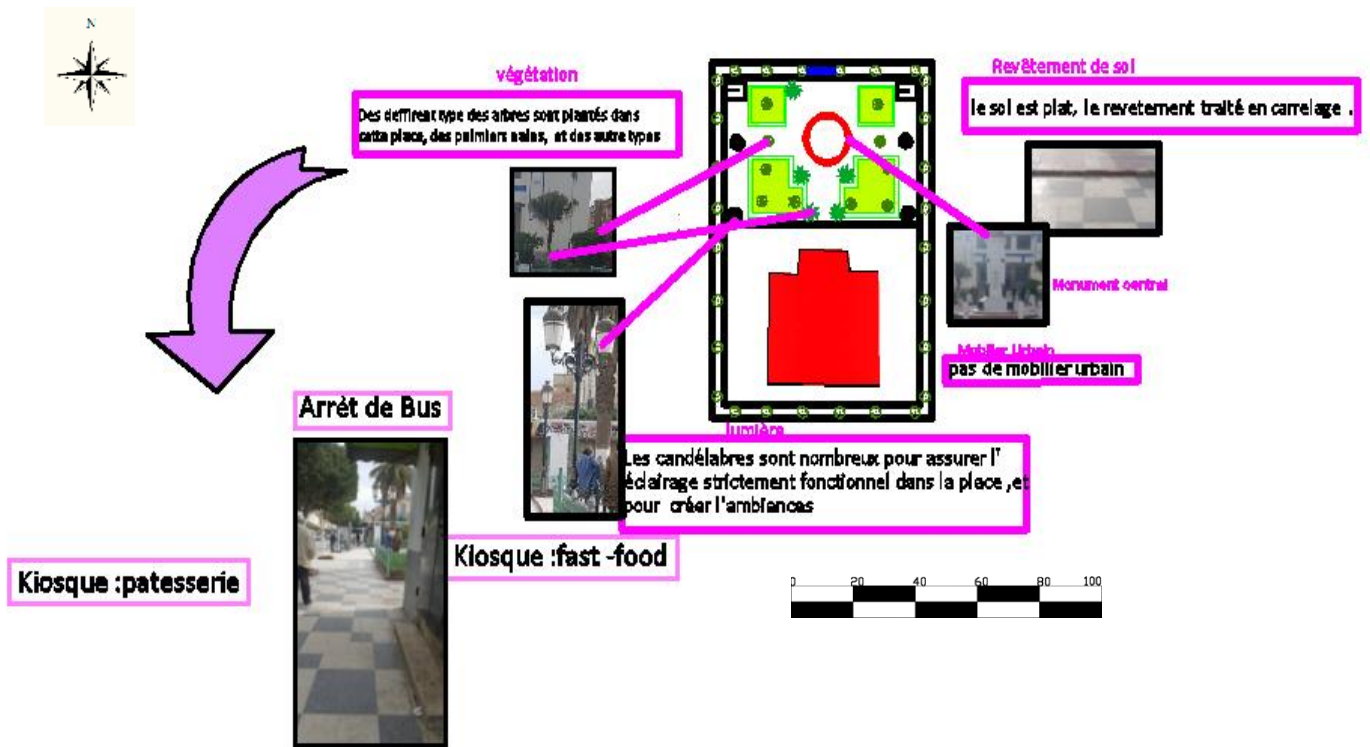 N
végétation
Des deffirent type des arbres sont plantés dans
cette place, des palmiers nains, et des autre types
Revêtement de sol
le sol est plat, le revetement traité en carrelage .
Monument central
Mobilier Urbain
pas de mobilier urbain
lumière
Les candélabres sont nombreux pour assurer l'
éclairage strictement fonctionnel dans la place ,et
pour créer l'ambiances
Arrét de Bus
Kiosque :fast -food
Kiosque :patesserie
0 20 40 60 80 100